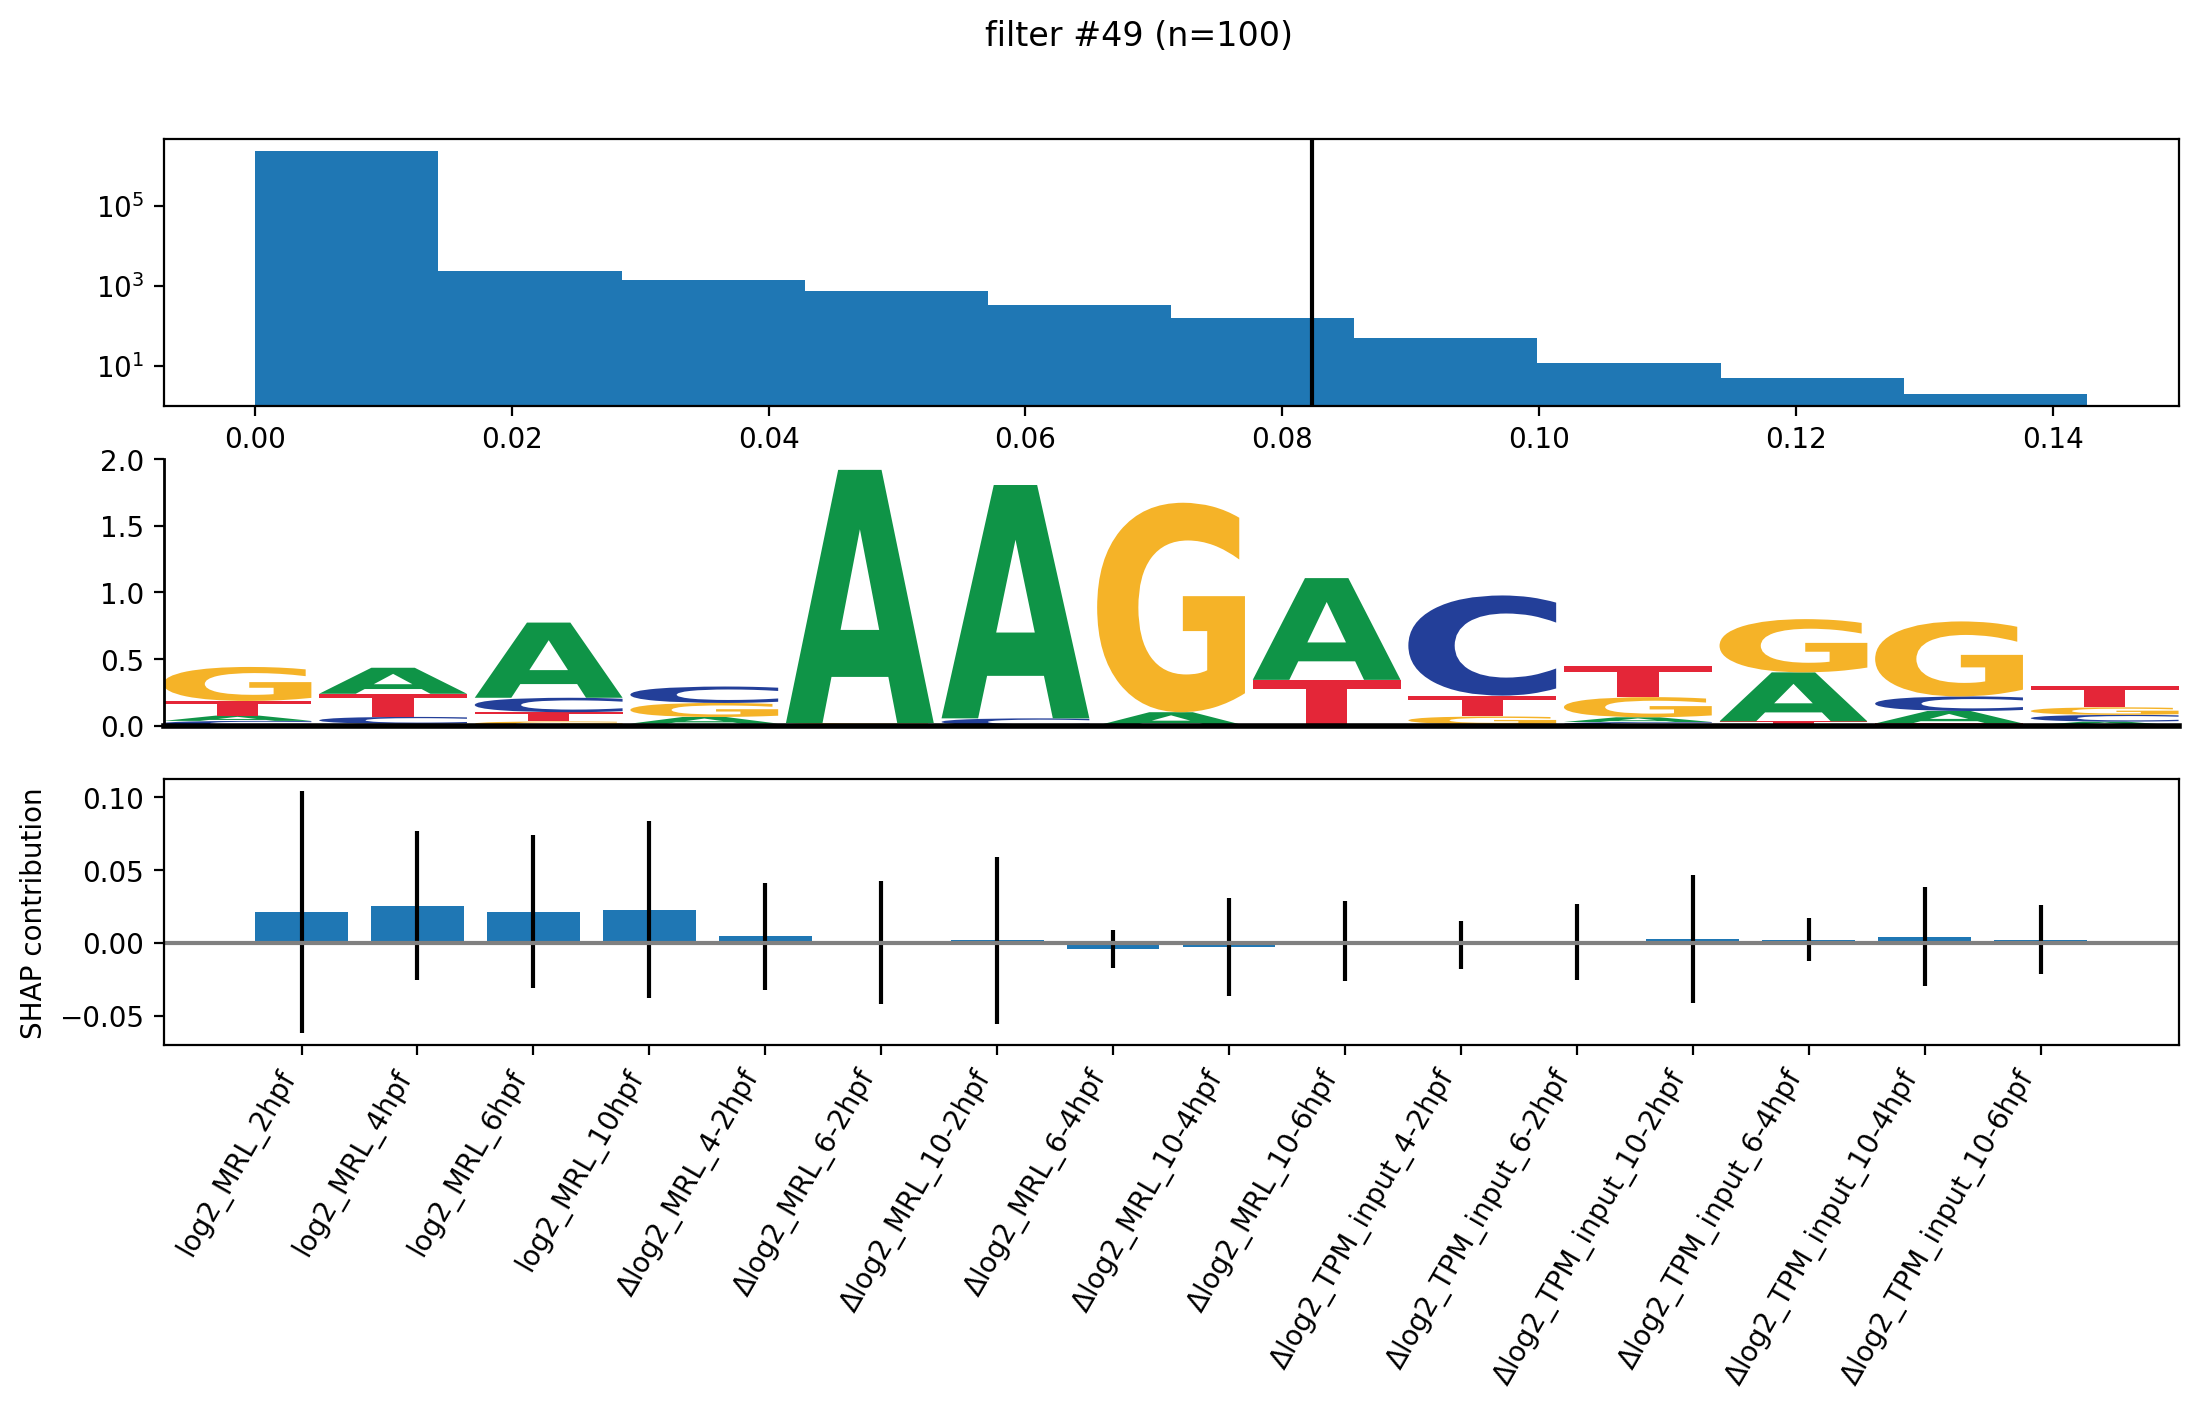 filter #49 (n=100)
10^5
10^3
10^1
0.00 0.02 0.04 0.06 0.08 0.10 0.12 0.14
2.0
1.5
1.0
0.5
0.0
G A A C A A G A C T G G T
T T C G C A T T G A C G
A C T A G A T A C
C G C A
SHAP contribution
0.10
0.05
0.00
−0.05
log2_MRL_2hpf
log2_MRL_4hpf
log2_MRL_6hpf
log2_MRL_10hpf
Δlog2_MRL_4-2hpf
Δlog2_MRL_6-2hpf
Δlog2_MRL_10-2hpf
Δlog2_MRL_6-4hpf
Δlog2_MRL_10-4hpf
Δlog2_MRL_10-6hpf
Δlog2_TPM_input_4-2hpf
Δlog2_TPM_input_6-2hpf
Δlog2_TPM_input_10-2hpf
Δlog2_TPM_input_6-4hpf
Δlog2_TPM_input_10-4hpf
Δlog2_TPM_input_10-6hpf